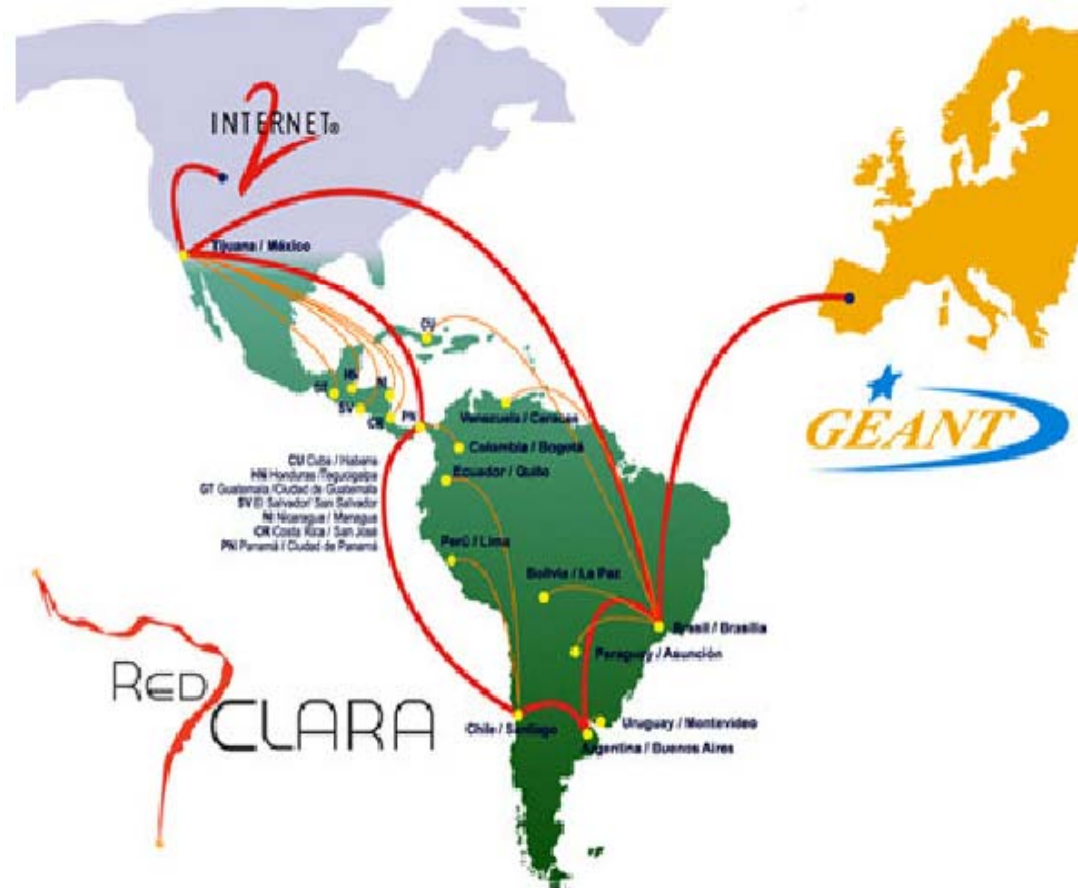 INTERNET®
2
Tijuana / México
CU
HN
GT
NI
SV
CR
PN
Venezuela / Caracas
Colombia / Bogotá
Ecuador / Quito
CU Cuba / Habana
HN Honduras /Tegucigalpa
GT Guatemala /Ciudad de Guatemala
SV El Salvador/ San Salvador
NI Nicaragua / Managua
CR Costa Rica / San José
PN Panamá / Ciudad de Panamá
GEANT
Perú / Lima
Bolivia / La Paz
Brasil / Brasilia
Paraguay / Asunción
RED
CLARA
Chile / Santiago
Uruguay / Montevideo
Argentina / Buenos Aires